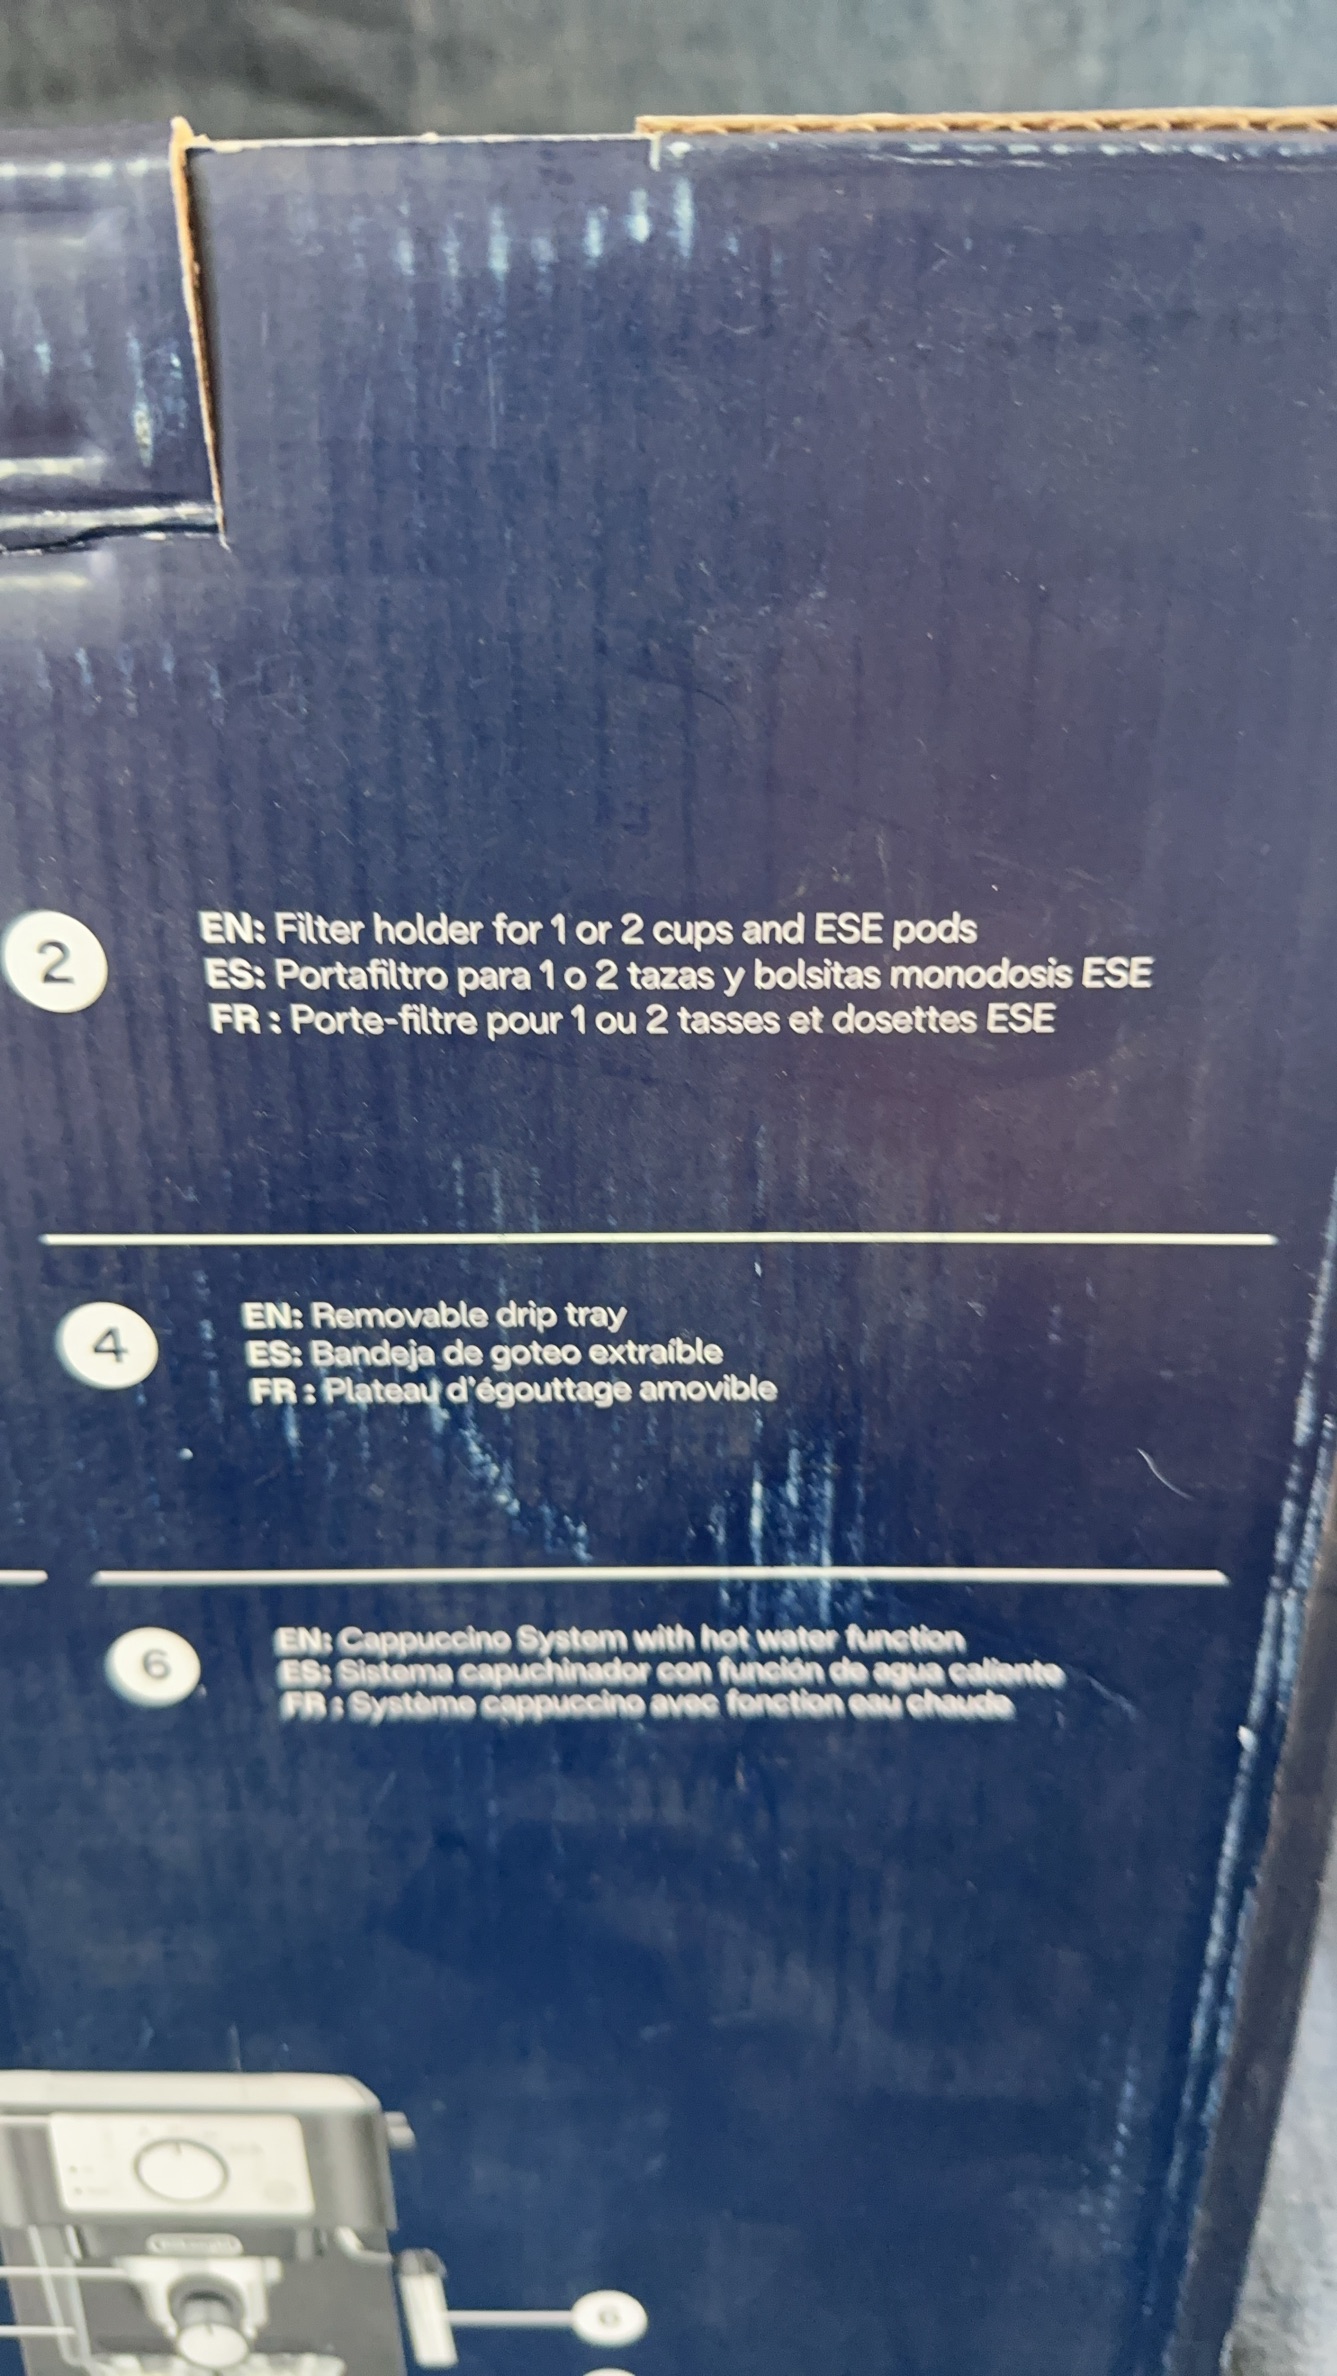 2
EN: Filter holder for 1 or 2 cups and ESE pods
ES: Portafiltro para 1 o 2 tazas y bolsitas monodosis ESE
FR : Porte-filtre pour 1 ou 2 tasses et dosettes ESE
4
EN: Removable drip tray
ES: Bandeja de goteo extraíble
FR : Plateau d'égouttage amovible
6
EN: Cappuccino System with hot water function
ES: Sistema capuchinador con función de agua caliente
FR : Système cappuccino avec fonction eau chaude
6